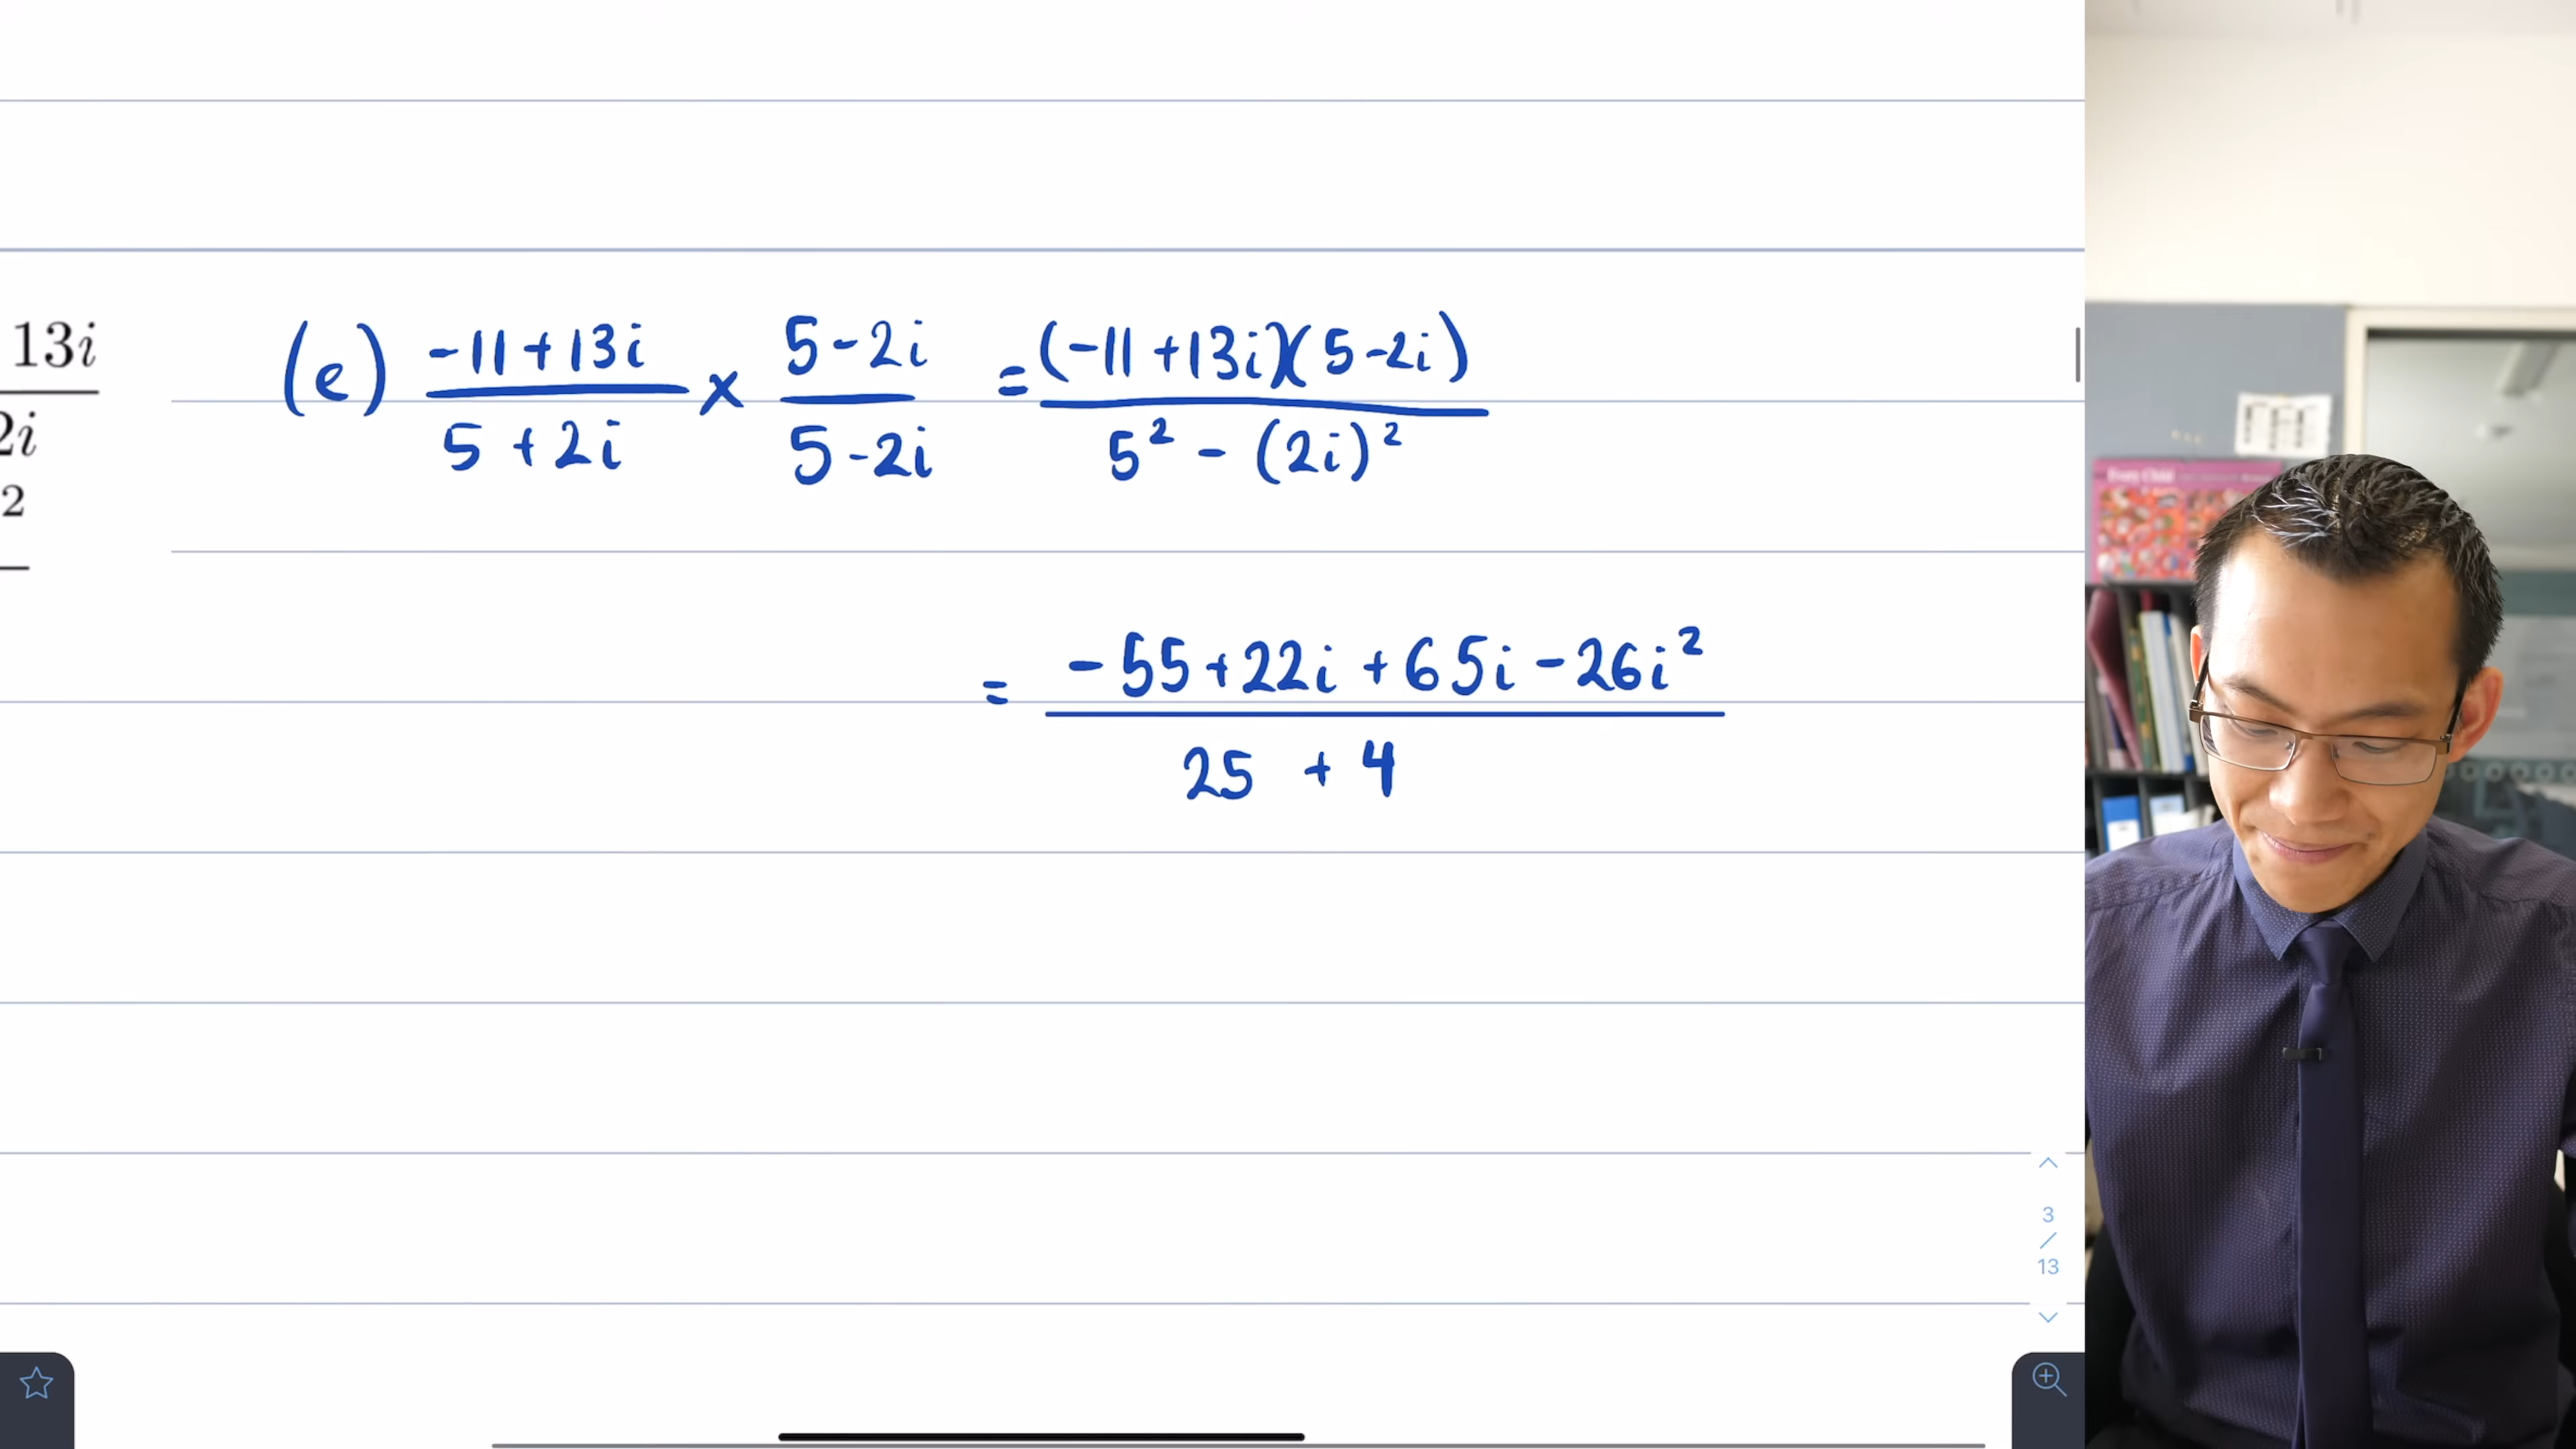 13i
2i
2
(e) -11+13i / 5+2i × 5-2i / 5-2i = (-11+13i)(5-2i) / 5² - (2i)²
= -55+22i+65i-26i² / 25 + 4
3
/
13